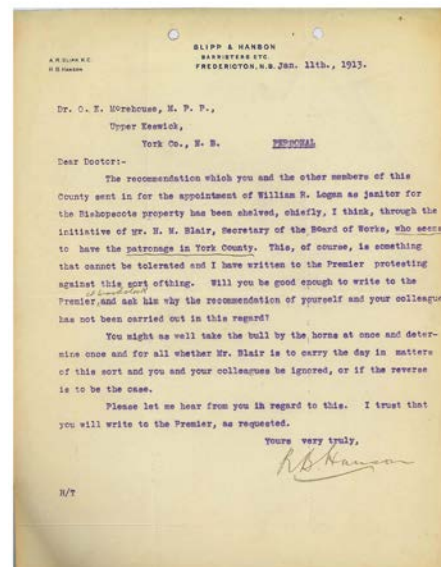 SLIPP & HANSON
BARRISTERS ETC.
A. R. SLIPP K.C.
R. B. HANSON
FREDERICTON, N.B. Jan. 11th., 1913.
Dr. O. E. Morehouse, M. P. P.,
Upper Keswick,
York Co., N. B.
PERSONAL
Dear Doctor:-
The recommendation which you and the other members of this
County sent in for the appointment of William R. Logan as janitor for
the Bishopscote property has been shelved, chiefly, I think, through the
initiative of Mr. H. M. Blair, Secretary of the Board of Works, who seems
to have the patronage in York County. This, of course, is something
that cannot be tolerated and I have written to the Premier protesting
against this sort ofthing. Will you be good enough to write to the
at Woodstock
Premier, and ask him why the recommendation of yourself and your colleague
has not been carried out in this regard?
You might as well take the bull by the horns at once and deter-
mine once and for all whether Mr. Blair is to carry the day in matters
of this sort and you and your colleagues be ignored, or if the reverse
is to be the case.
Please let me hear from you in regard to this. I trust that
you will write to the Premier, as requested.
Yours very truly,
R B Hanson
H/T